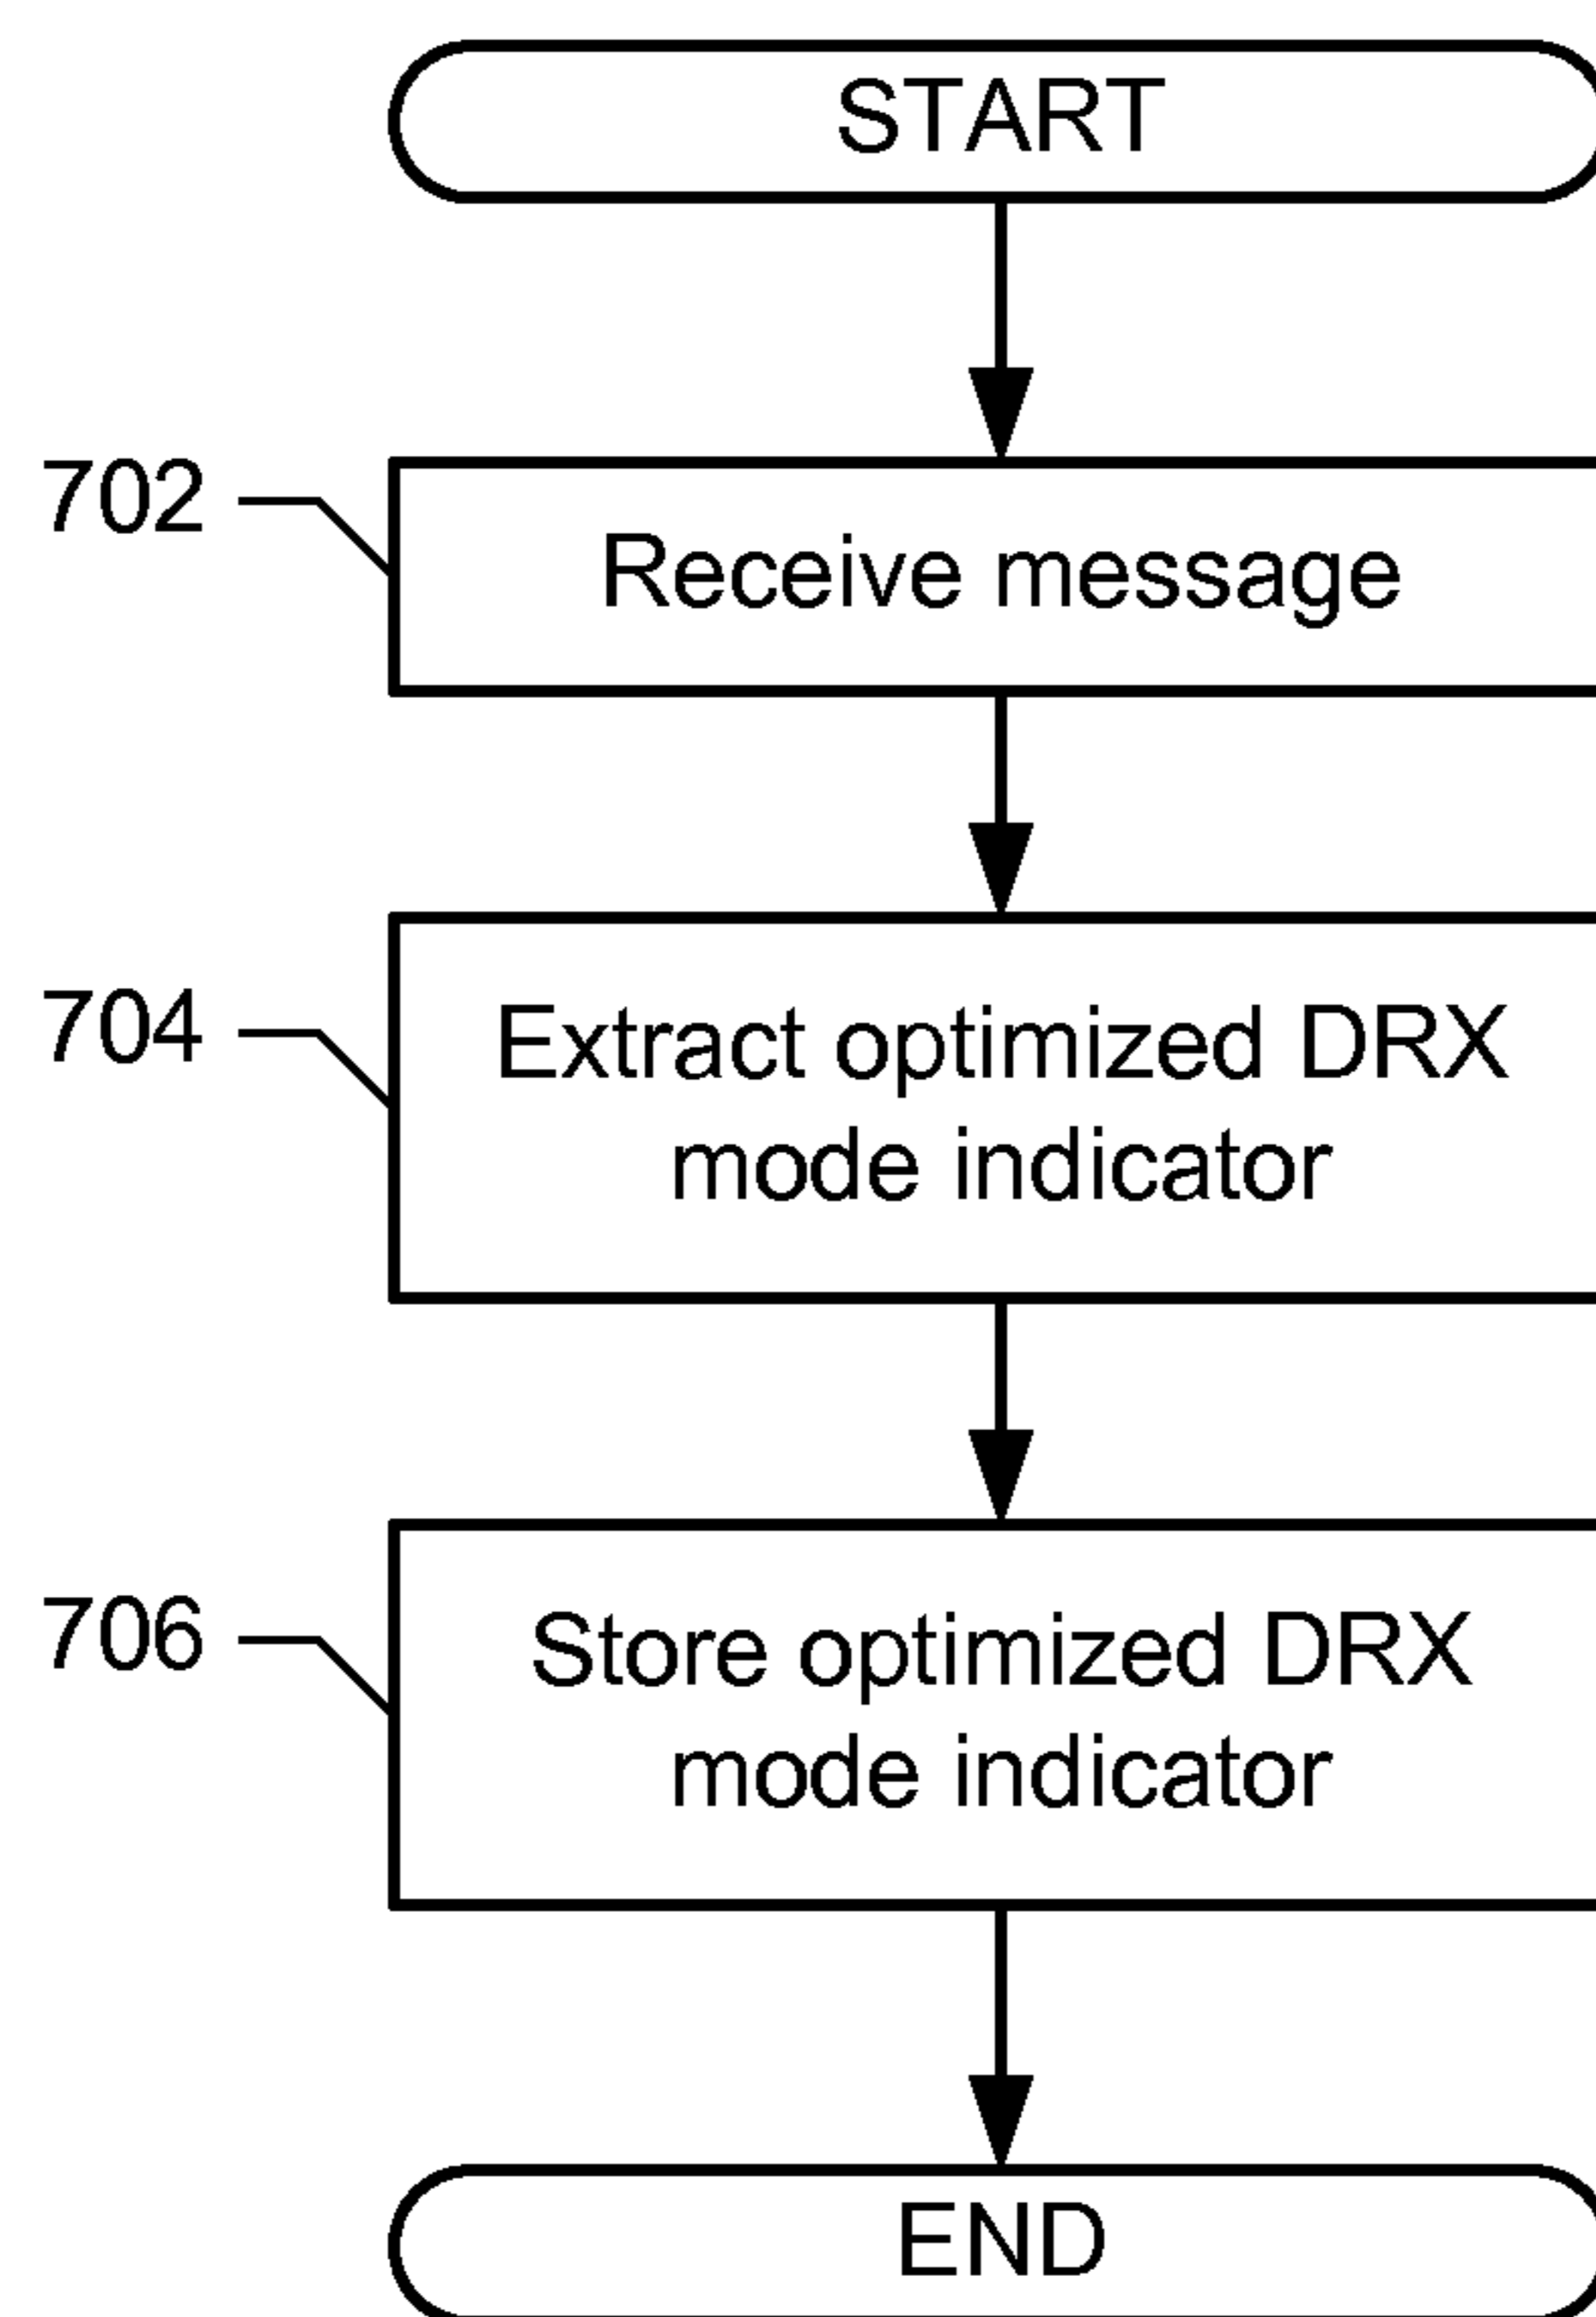 START
702
Receive message
704
Extract optimized DRX
mode indicator
706
Store optimized DRX
mode indicator
END